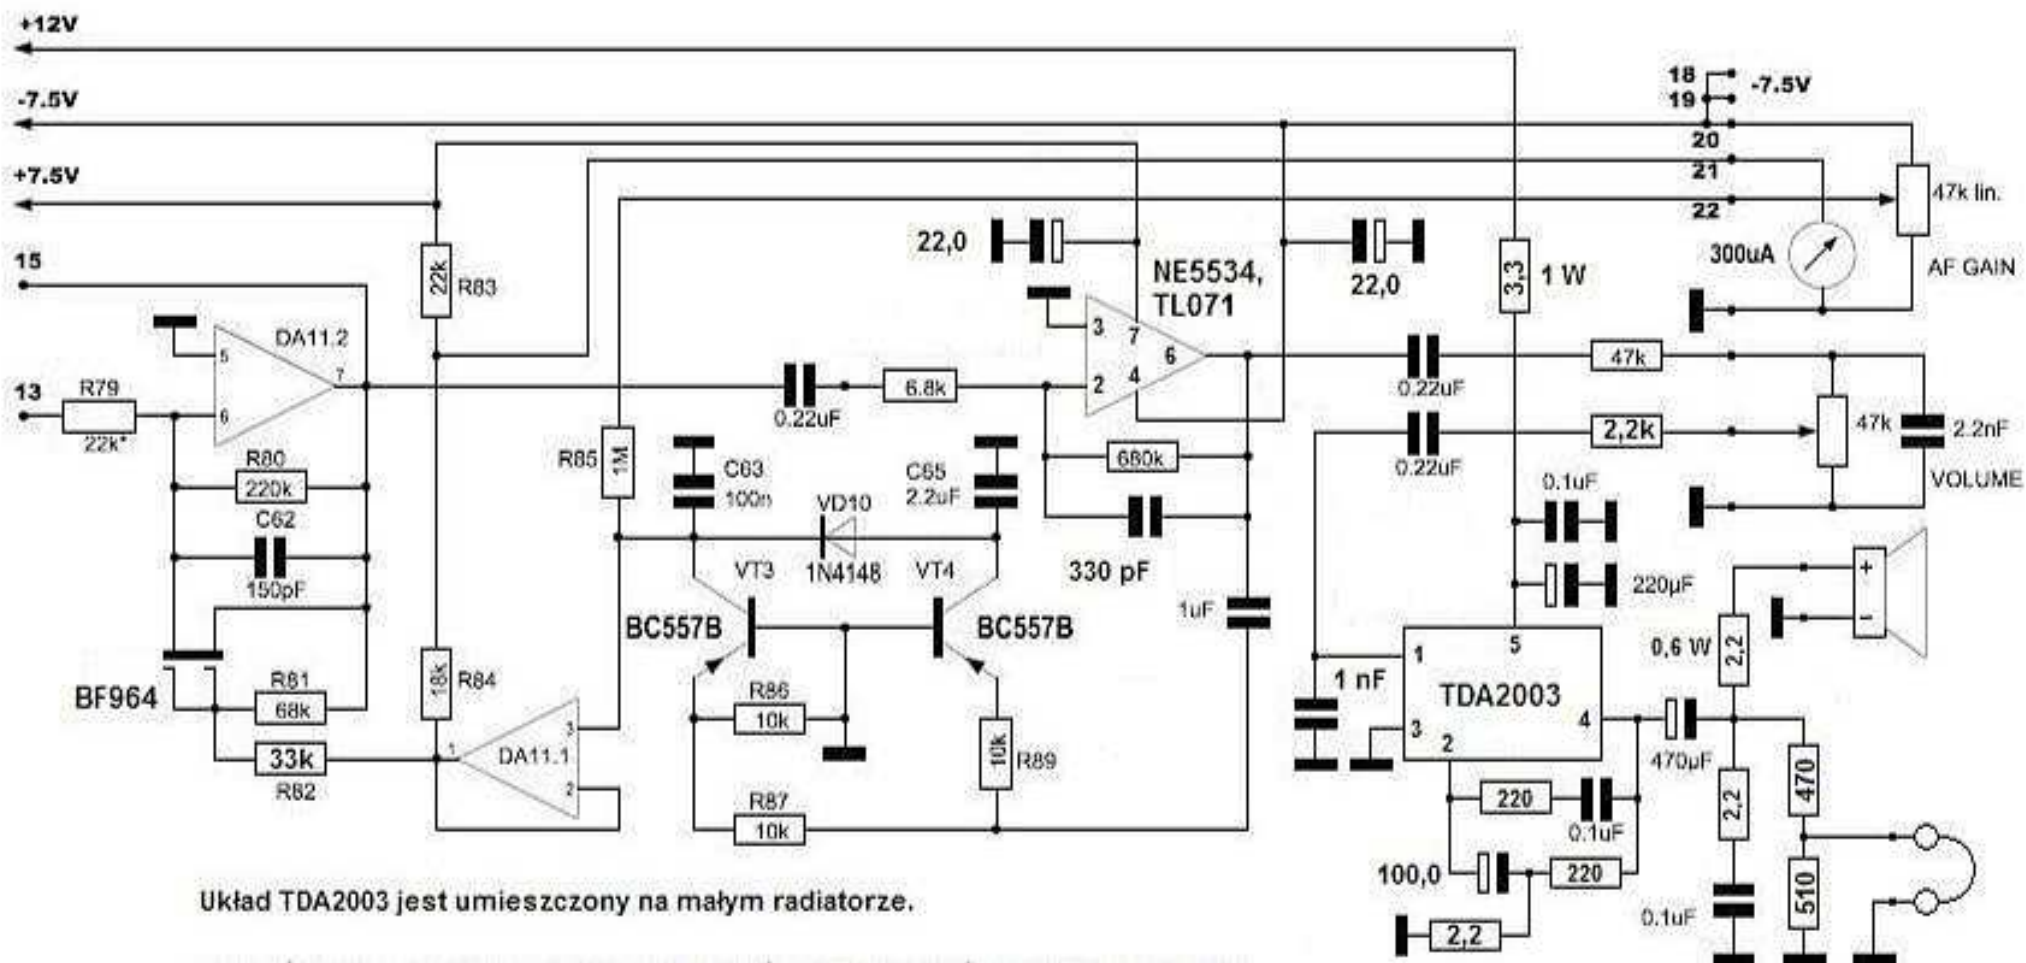 +12V
-7.5V
+7.5V
15
13
R79
22k*
5
6
7
DA11.2
R80
220k
C62
150pF
BF964
R81
68k
33k
R82
22k
R83
18k
R84
1
DA11.1
3
2
R85
1M
C63
100n
VD10
1N4148
C65
2.2uF
VT3
VT4
BC557B
BC557B
R86
10k
R87
10k
10k
R89
0.22uF
6.8k
22,0
NE5534,
TL071
3
7
6
2
4
22,0
680k
330 pF
1uF
3,3
1 W
18
19
-7.5V
20
21
22
47k lin.
300uA
AF GAIN
0.22uF
47k
0.22uF
2,2k
47k
2.2nF
VOLUME
0.1uF
220µF
+
-
0,6 W
2,2
1 nF
1
5
TDA2003
3
2
4
470µF
220
0.1uF
100,0
220
2,2
2,2
0.1uF
470
510
Układ TDA2003 jest umieszczony na małym radiatorze.